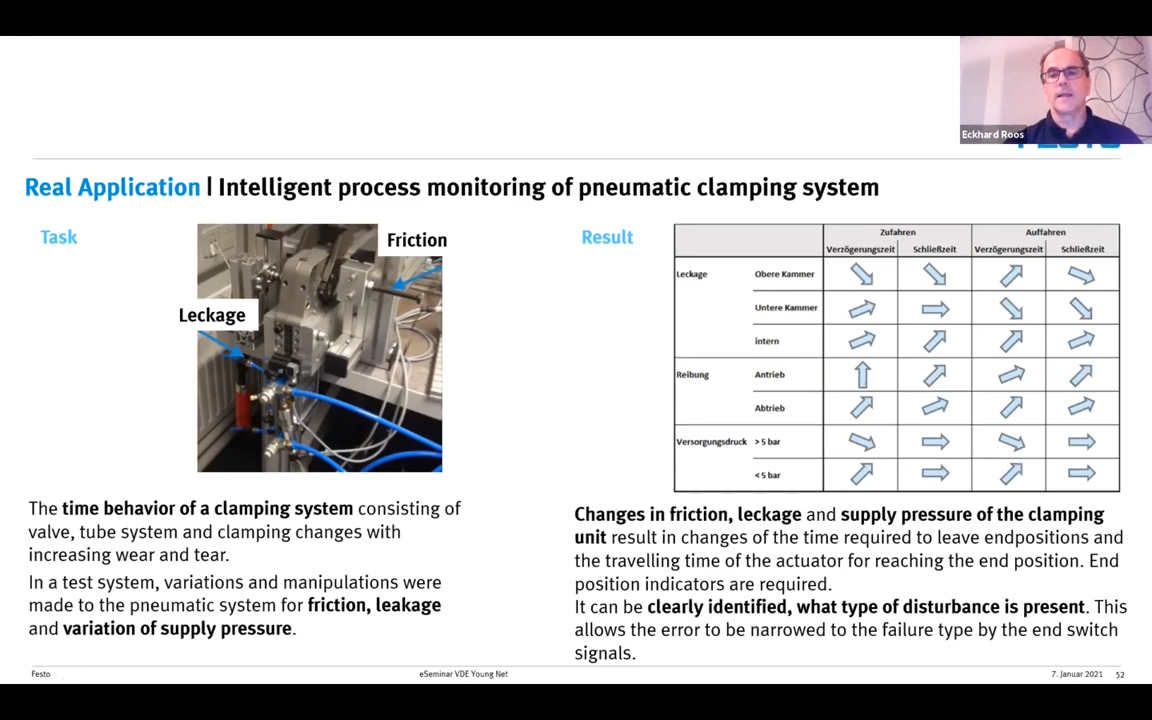 Eckhard Roos
Real Application | Intelligent process monitoring of pneumatic clamping system
Task
Friction
Leckage
The time behavior of a clamping system consisting of
valve, tube system and clamping changes with
increasing wear and tear.
In a test system, variations and manipulations were
made to the pneumatic system for friction, leakage
and variation of supply pressure.
Result
Zufahren Auffahren
Verzögerungszeit Schließzeit Verzögerungszeit Schließzeit
Leckage Obere Kammer
Untere Kammer
intern
Reibung Antrieb
Abtrieb
Versorgungsdruck > 5 bar
< 5 bar
Changes in friction, leckage and supply pressure of the clamping
unit result in changes of the time required to leave endpositions and
the travelling time of the actuator for reaching the end position. End
position indicators are required.
It can be clearly identified, what type of disturbance is present. This
allows the error to be narrowed to the failure type by the end switch
signals.
Festo eSeminar VDE Young Net 7. Januar 2021 52